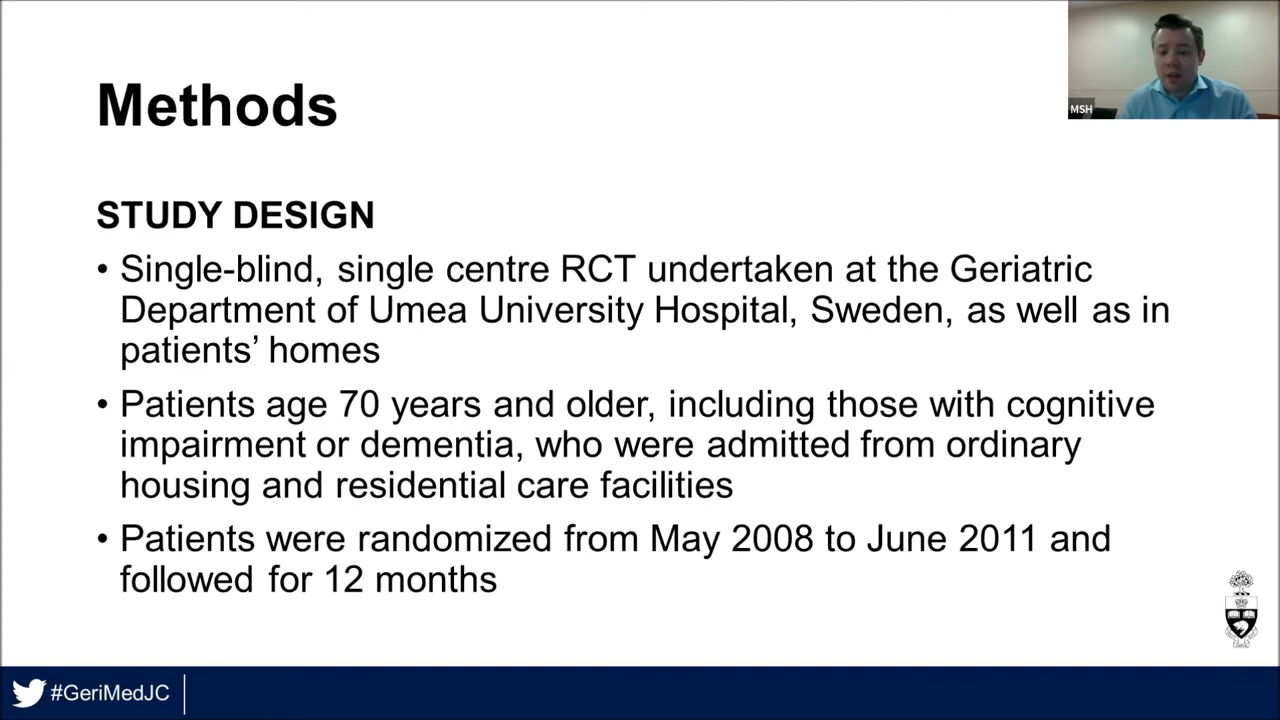 MSH
Methods
STUDY DESIGN
• Single-blind, single centre RCT undertaken at the Geriatric
Department of Umea University Hospital, Sweden, as well as in
patients’ homes
• Patients age 70 years and older, including those with cognitive
impairment or dementia, who were admitted from ordinary
housing and residential care facilities
• Patients were randomized from May 2008 to June 2011 and
followed for 12 months
#GeriMedJC